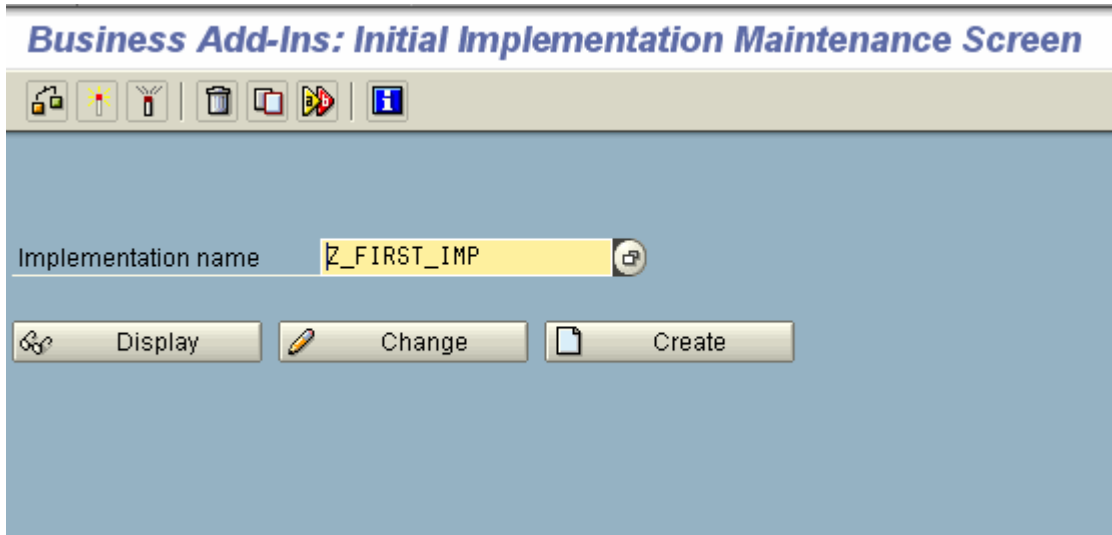 Business Add-Ins: Initial Implementation Maintenance Screen
Implementation name Z_FIRST_IMP
Display Change Create